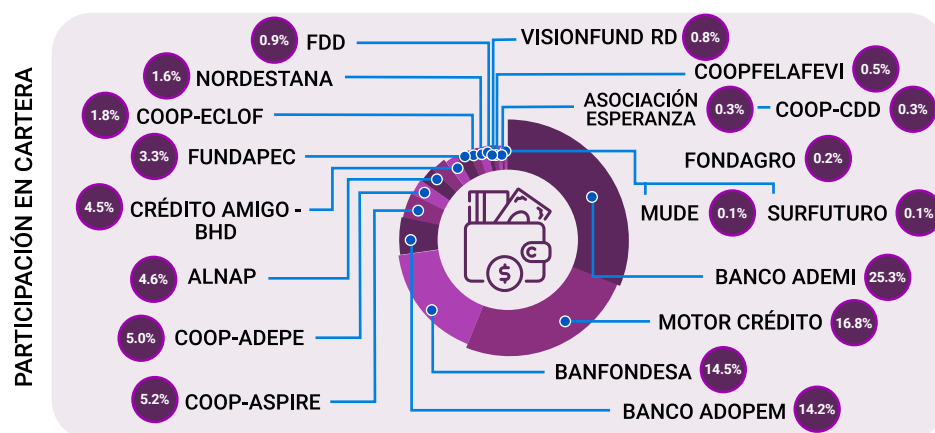 PARTICIPACIÓN EN CARTERA
0.9% FDD
1.6% NORDESTANA
1.8% COOP-ECLOF
3.3% FUNDAPEC
4.5% CRÉDITO AMIGO -
BHD
4.6% ALNAP
5.0% COOP-ADEPE
5.2% COOP-ASPIRE
VISIONFUND RD 0.8%
COOPFELAFEVI 0.5%
ASOCIACIÓN
ESPERANZA 0.3%
COOP-CDD 0.3%
FONDAGRO 0.2%
MUDE 0.1%
SURFUTURO 0.1%
BANCO ADEMI 25.3%
MOTOR CRÉDITO 16.8%
BANFONDESA 14.5%
BANCO ADOPEM 14.2%
$